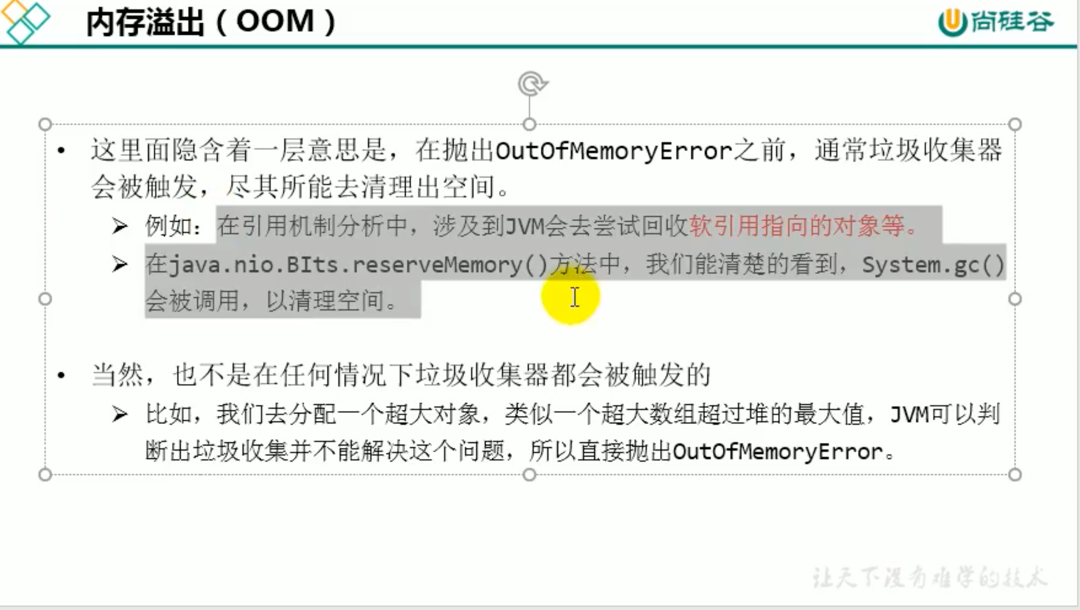 内存溢出（OOM）
尚硅谷
• 这里面隐含着一层意思是，在抛出OutOfMemoryError之前，通常垃圾收集器
会被触发，尽其所能去清理出空间。
➢ 例如：在引用机制分析中，涉及到JVM会去尝试回收软引用指向的对象等。
➢ 在java.nio.BIts.reserveMemory()方法中，我们能清楚的看到，System.gc()
会被调用，以清理空间。
• 当然，也不是在任何情况下垃圾收集器都会被触发的
➢ 比如，我们去分配一个超大对象，类似一个超大数组超过堆的最大值，JVM可以判
断出垃圾收集并不能解决这个问题，所以直接抛出OutOfMemoryError。
让天下没有难学的技术